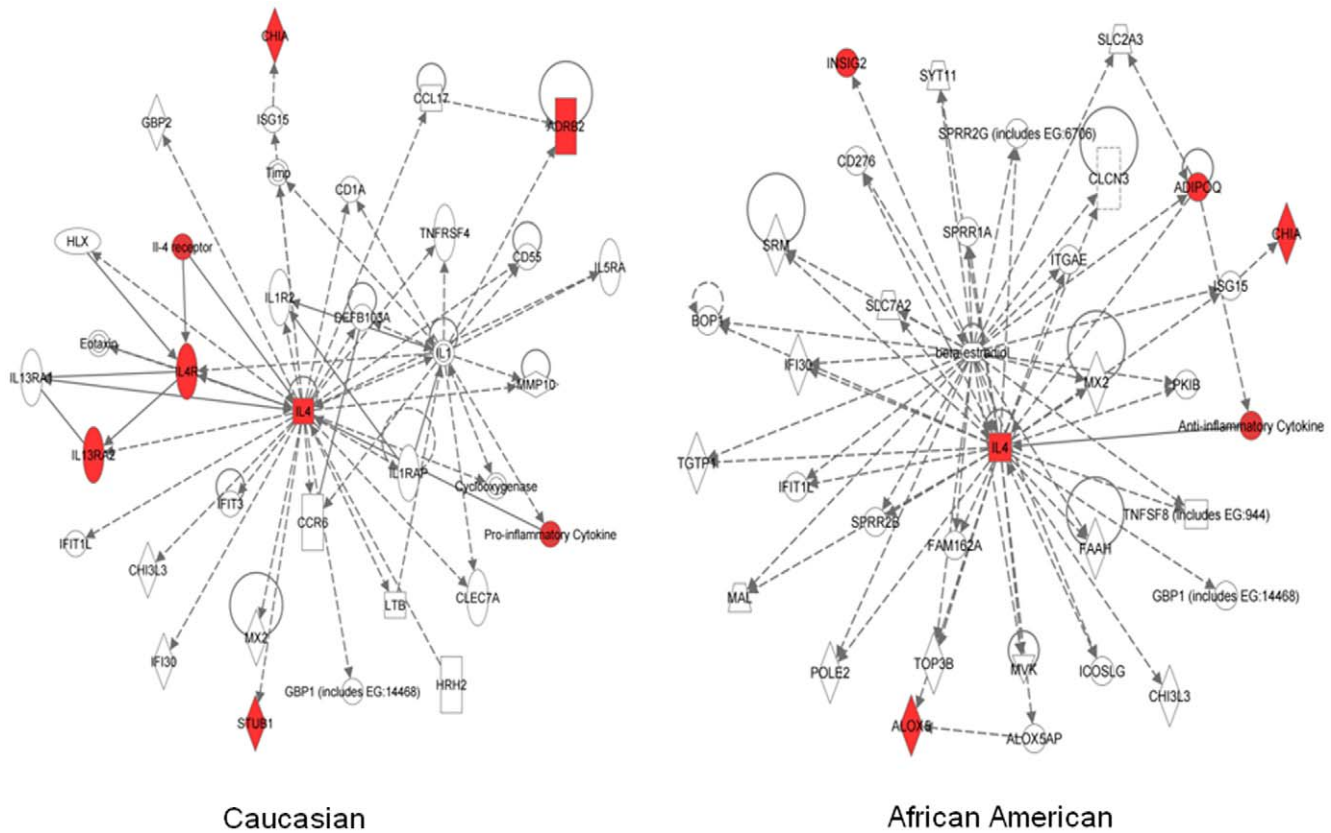 CHIA
CCL17
GBP2
ISG15
ADRB2
Timp
CD1A
HLX
Il-4 receptor
TNFRSF4
CD55
IL5RA
IL1R2
DEFB103A
Eotaxin
IL1
IL13RA1
IL4R
MMP10
IL4
IL13RA2
IL1RAP
Cyclooxygenase
IFIT3
CCR6
Pro-inflammatory Cytokine
IFIT1L
CHI3L3
LTB
CLEC7A
MX2
IFI30
GBP1 (includes EG:14468)
HRH2
STUB1
Caucasian
SLC2A3
INSIG2
SYT11
SPRR2G (includes EG:6706)
CD276
CLCN3
ADIPOQ
CHIA
SRM
SPRR1A
ITGAE
ISG15
SLC7A2
BOP1
beta-estradiol
IFI30
MX2
PKIB
Anti-inflammatory Cytokine
IL4
TGTP1
IFIT1L
SPRR2B
TNFSF8 (includes EG:944)
FAM162A
FAAH
MAL
GBP1 (includes EG:14468)
POLE2
TOP3B
MVK
ICOSLG
CHI3L3
ALOX5
ALOX5AP
African American